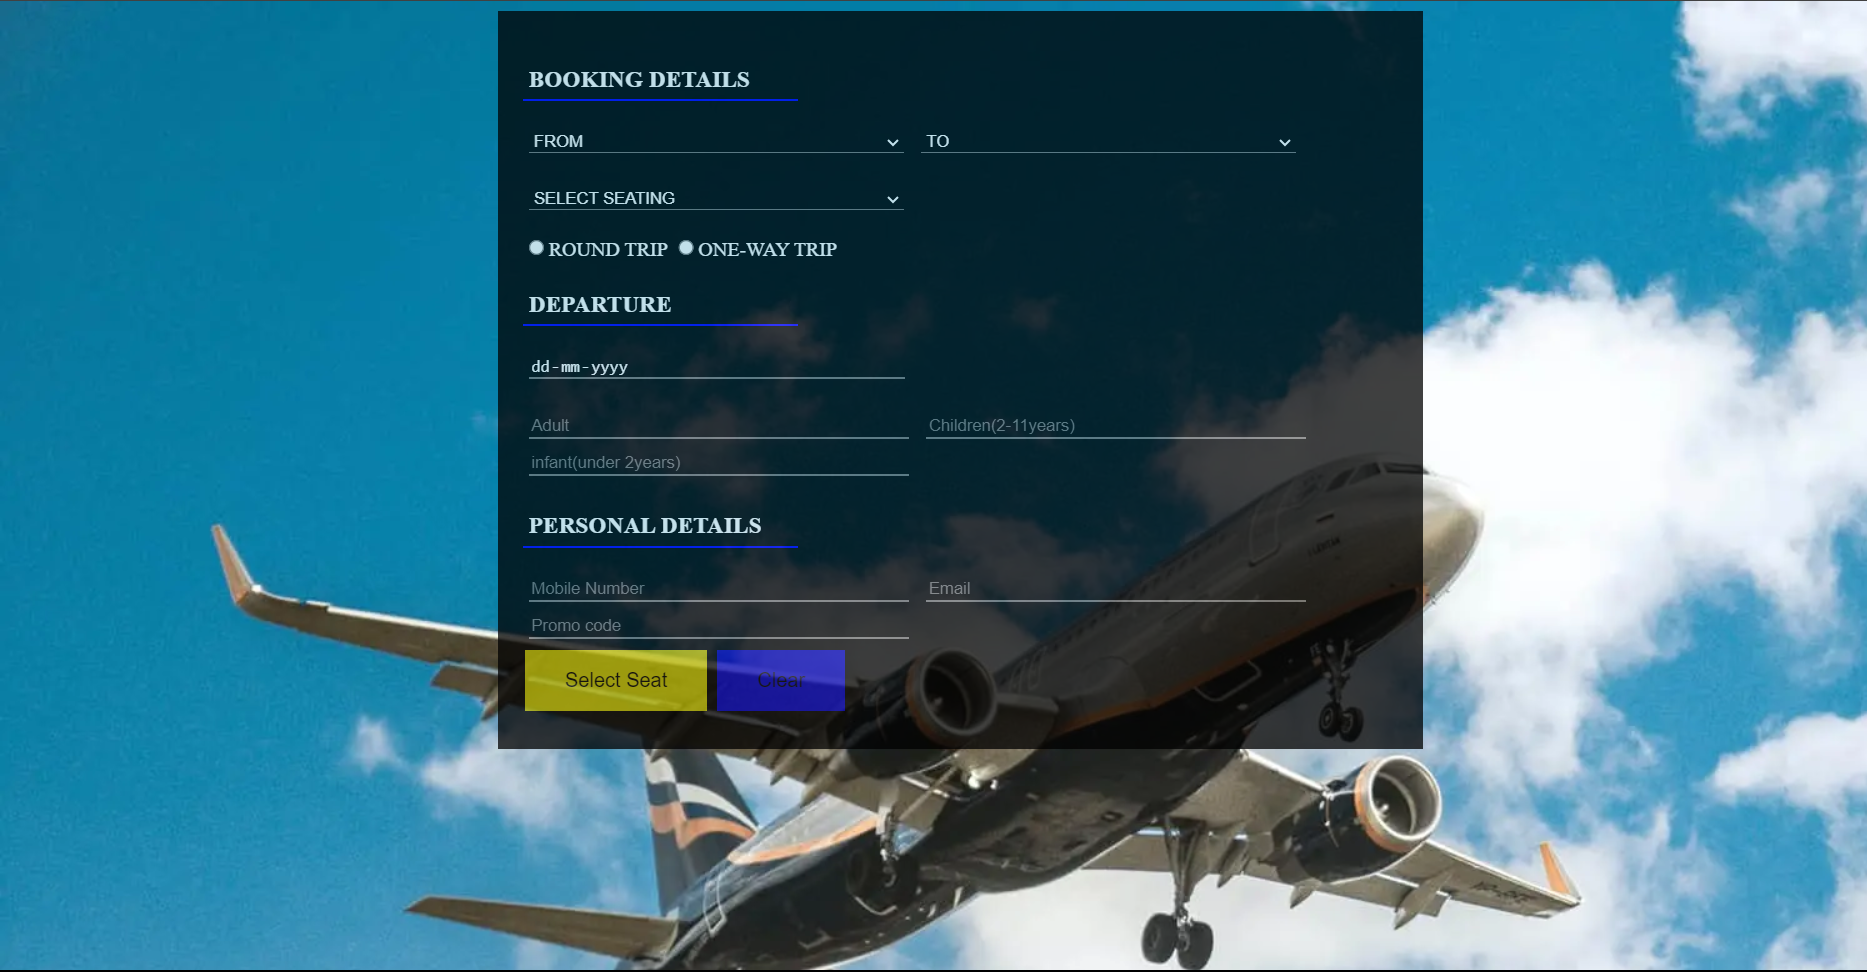 BOOKING DETAILS
FROM TO
SELECT SEATING
ROUND TRIP ONE-WAY TRIP
DEPARTURE
dd-mm-yyyy
Adult Children(2-11years)
infant(under 2years)
PERSONAL DETAILS
Mobile Number Email
Promo code
Select Seat Clear